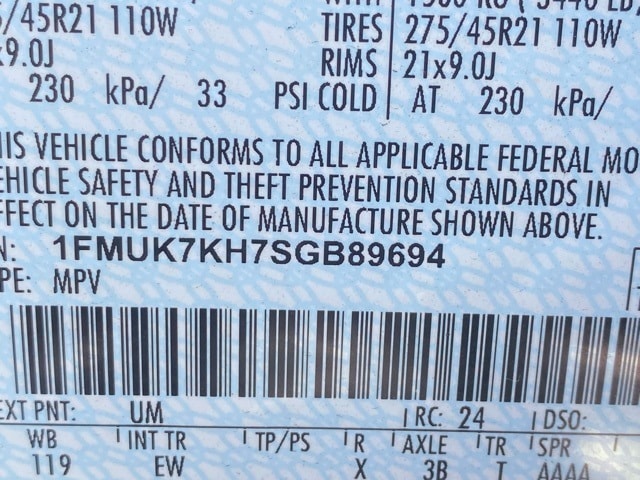 /45R21 110W TIRES 275/45R21 110W
x9.0J RIMS 21x9.0J
230 kPa/ 33 PSI COLD AT 230 kPa/
HIS VEHICLE CONFORMS TO ALL APPLICABLE FEDERAL MO
EHICLE SAFETY AND THEFT PREVENTION STANDARDS IN
FFECT ON THE DATE OF MANUFACTURE SHOWN ABOVE.
N: 1FMUK7KH7SGB89694
PE: MPV
EXT PNT: UM RC: 24 DSO:
WB INT TR TP/PS R AXLE TR SPR
119 EW X 3B T AAAA